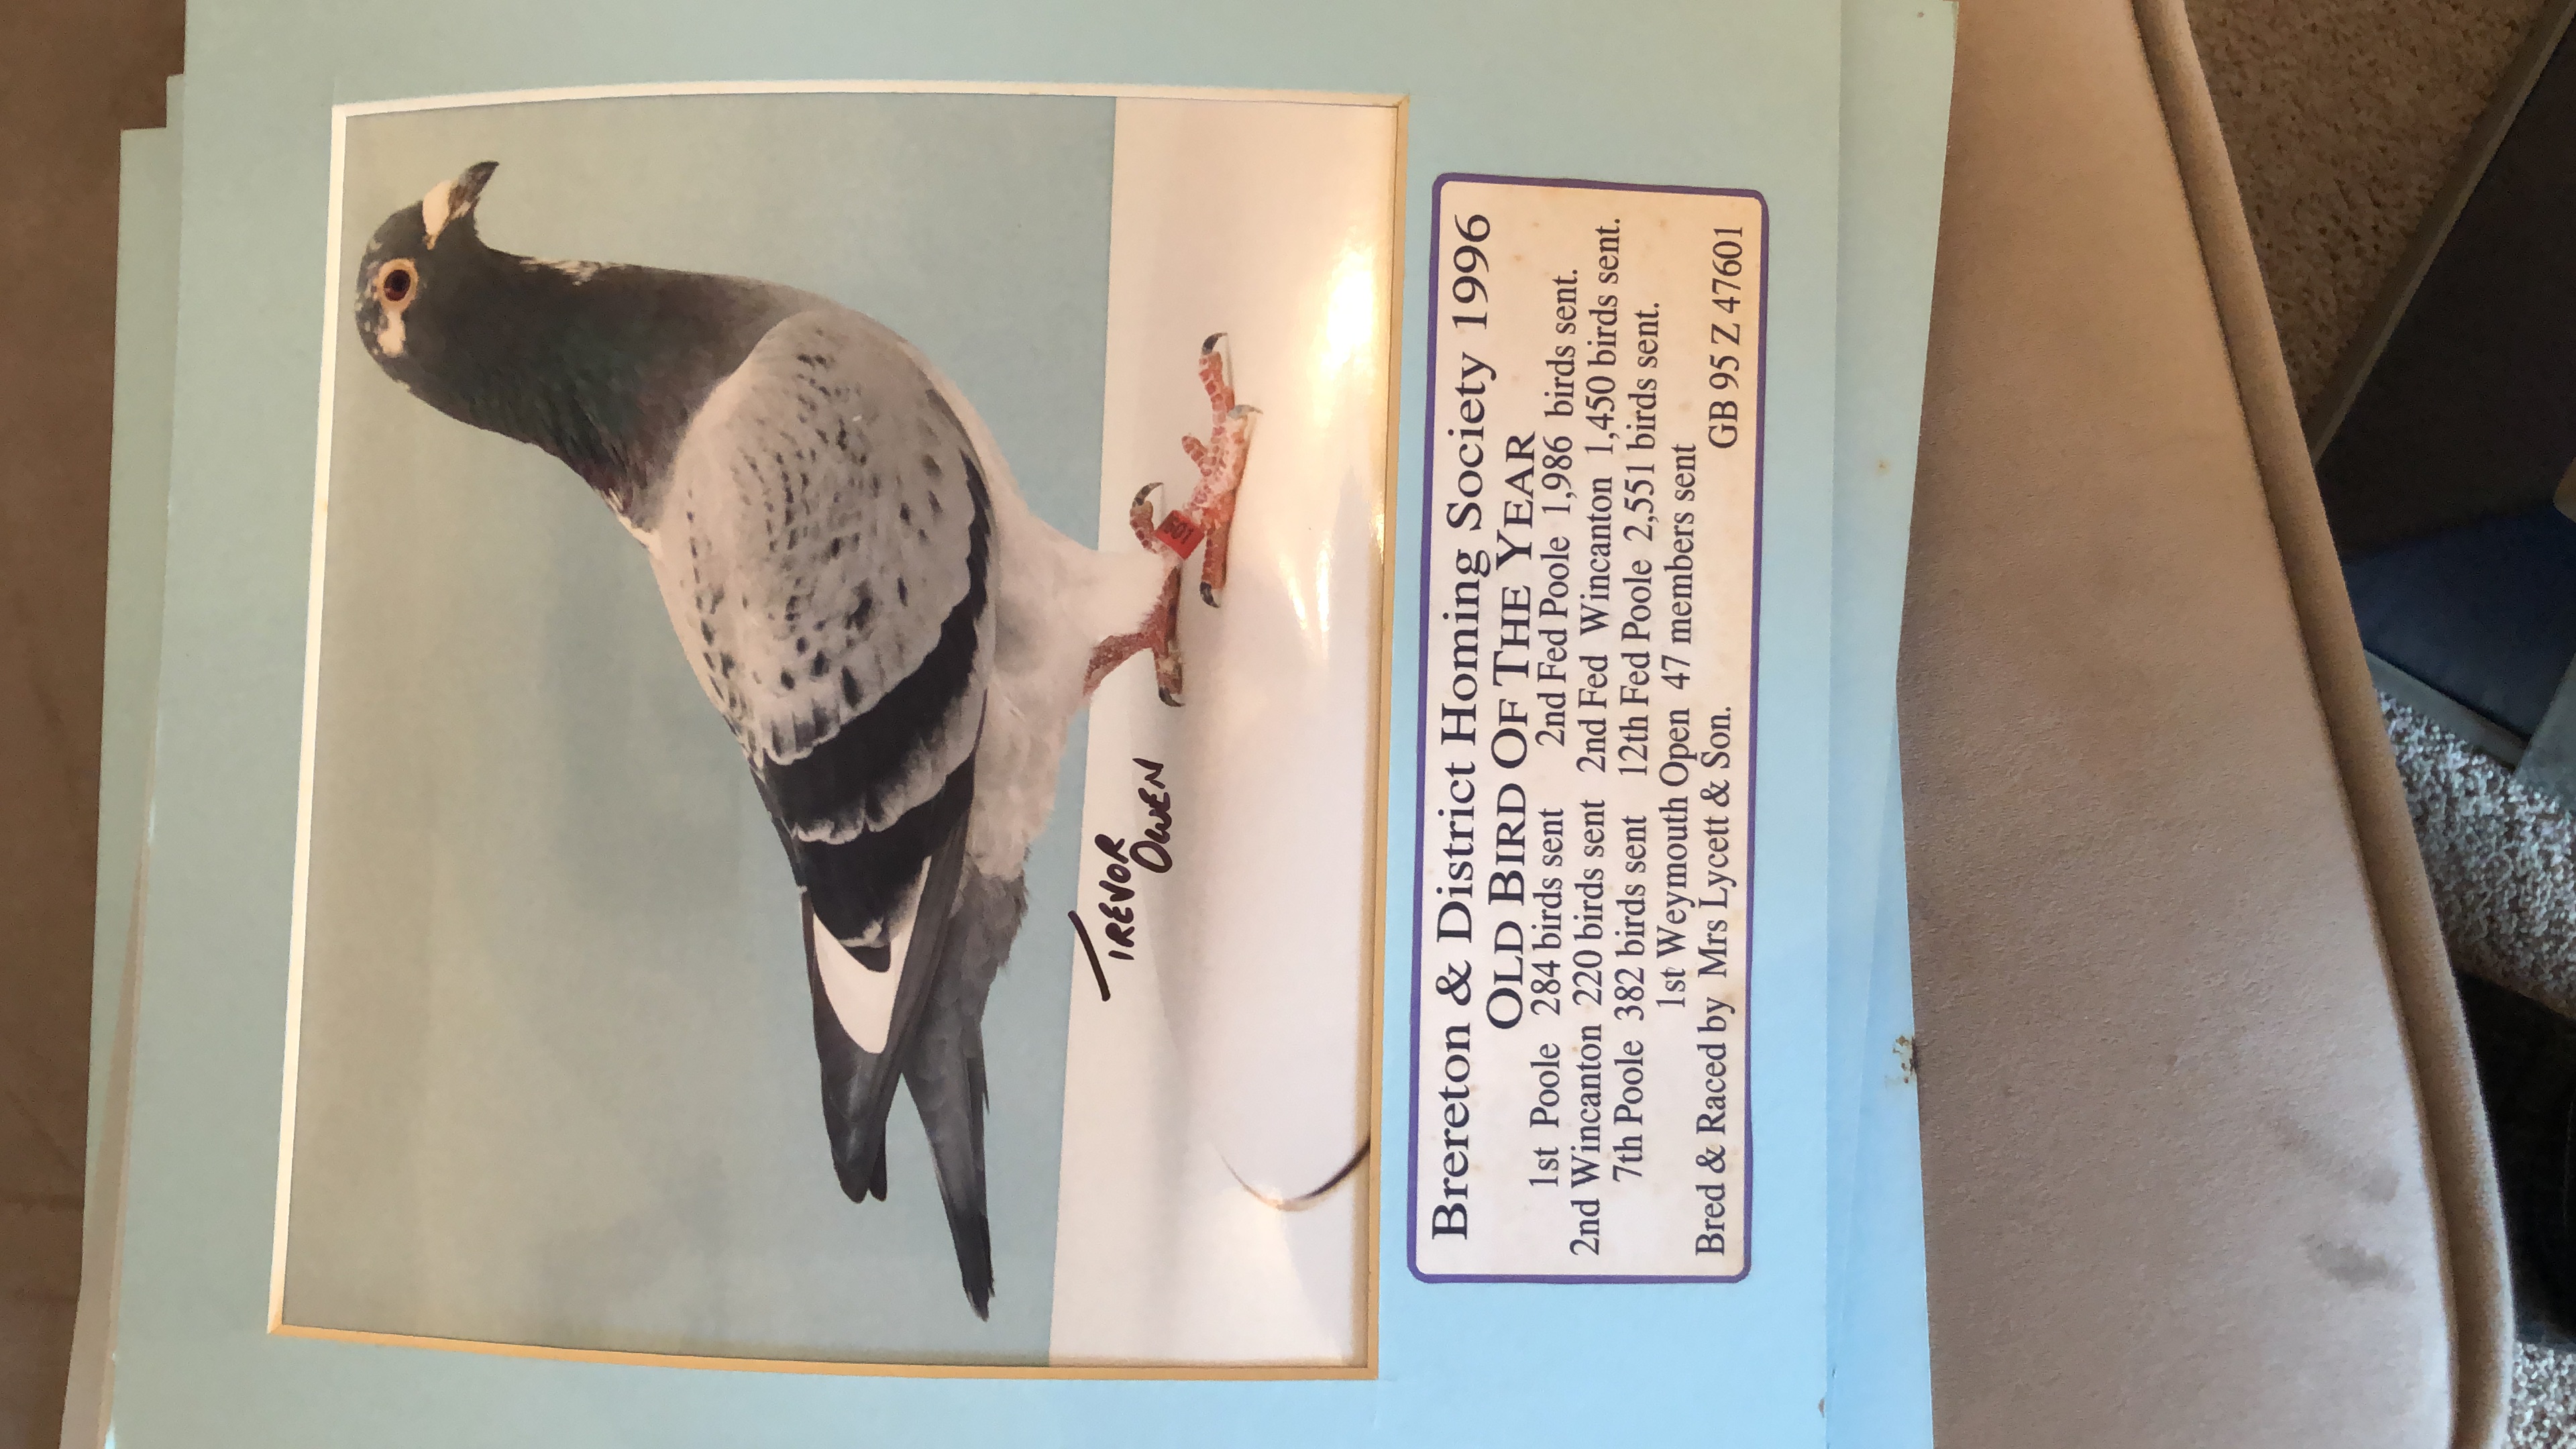 TREVOR
OWEN
Brereton & District Homing Society 1996
OLD BIRD OF THE YEAR
1st Poole 284 birds sent 2nd Fed Poole 1,986 birds sent.
2nd Wincanton 220 birds sent 2nd Fed Wincanton 1,450 birds sent.
7th Poole 382 birds sent 12th Fed Poole 2,551 birds sent.
1st Weymouth Open 47 members sent
Bred & Raced by Mrs Lycett & Son. GB 95 Z 47601